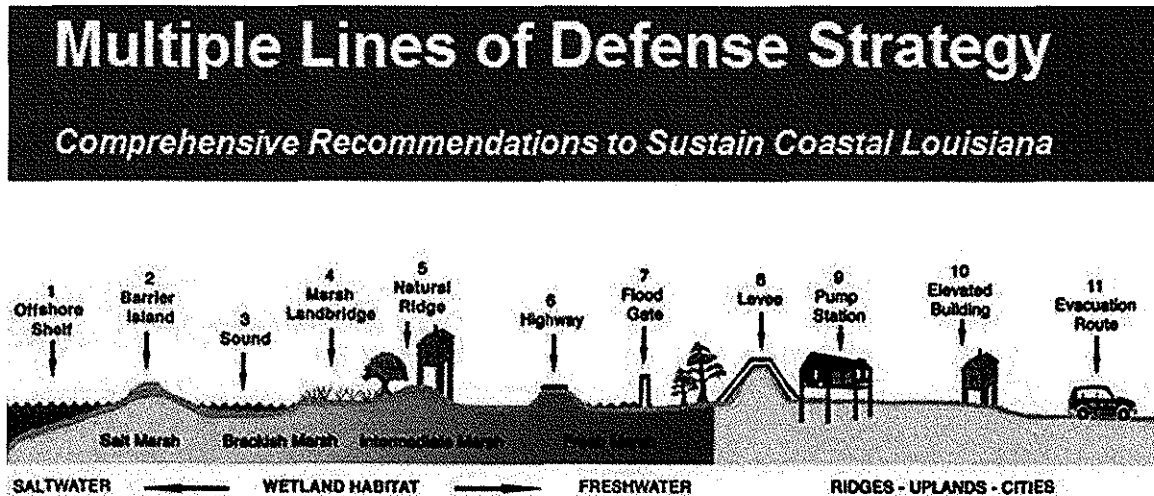 Multiple Lines of Defense Strategy
Comprehensive Recommendations to Sustain Coastal Louisiana
1
Offshore
Shelf
2
Barrier
Island
3
Sound
4
Marsh
Landbridge
5
Natural
Ridge
6
Highway
7
Flood
Gate
8
Levee
9
Pump
Station
10
Elevated
Building
11
Evacuation
Route
Salt Marsh
Brackish Marsh
Intermediate Marsh
Fresh Marsh
SALTWATER
WETLAND HABITAT
FRESHWATER
RIDGES - UPLANDS - CITIES